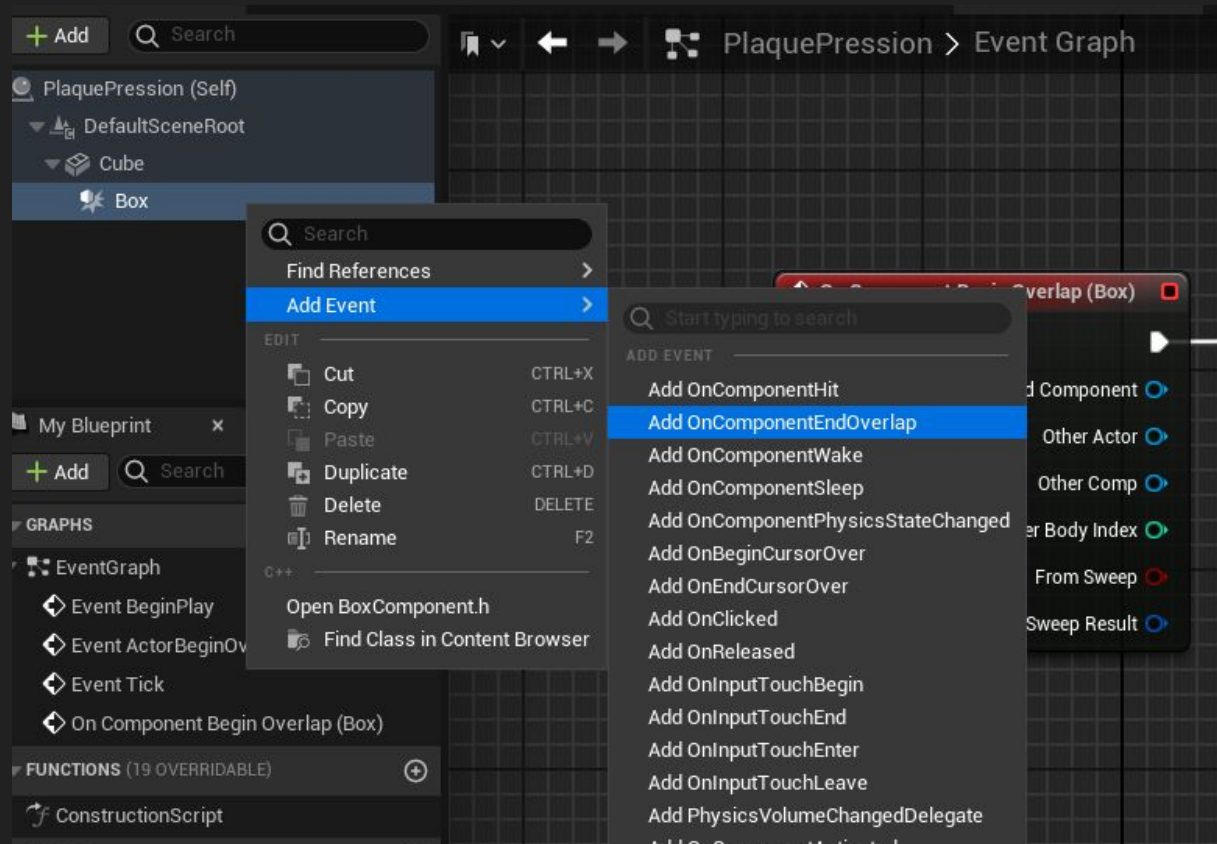 Add
Search
PlaquePression > Event Graph
PlaquePression (Self)
DefaultSceneRoot
Cube
Box
Search
Find References
Add Event
EDIT
Cut CTRL+X
Copy CTRL+C
Paste CTRL+V
Duplicate CTRL+D
Delete DELETE
Rename F2
C++
Open BoxComponent.h
Find Class in Content Browser
Start typing to search
ADD EVENT
Add OnComponentHit
Add OnComponentEndOverlap
Add OnComponentWake
Add OnComponentSleep
Add OnComponentPhysicsStateChanged
Add OnBeginCursorOver
Add OnEndCursorOver
Add OnClicked
Add OnReleased
Add OnInputTouchBegin
Add OnInputTouchEnd
Add OnInputTouchEnter
Add OnInputTouchLeave
Add PhysicsVolumeChangedDelegate
verlap (Box)
d Component
Other Actor
Other Comp
er Body Index
From Sweep
Sweep Result
My Blueprint
Add
Search
GRAPHS
EventGraph
Event BeginPlay
Event ActorBeginOv
Event Tick
On Component Begin Overlap (Box)
FUNCTIONS (19 OVERRIDABLE)
ConstructionScript